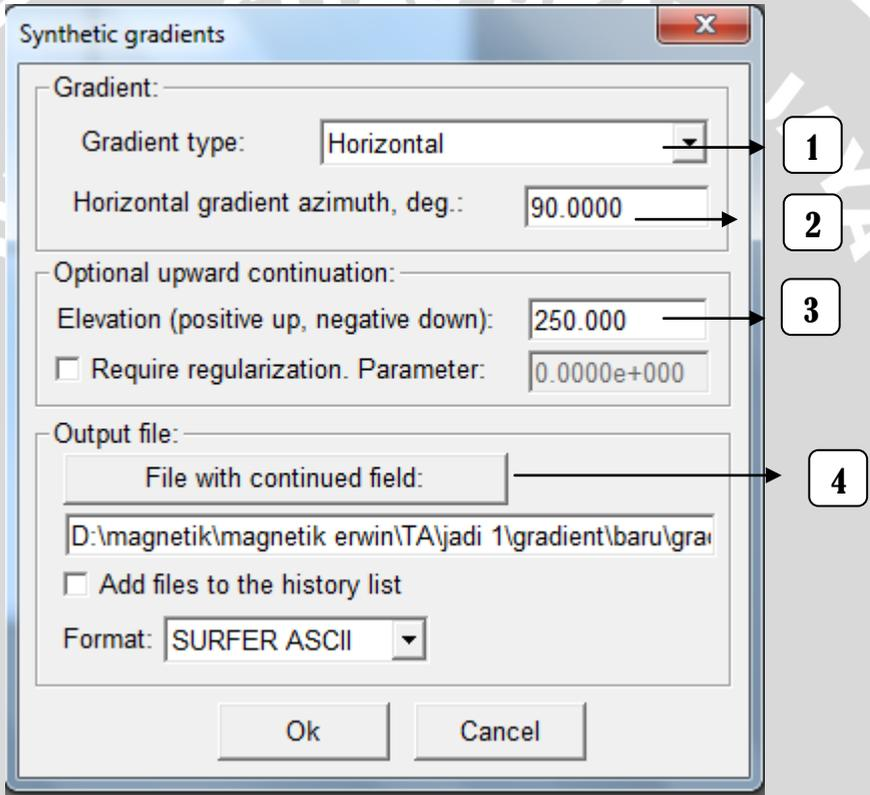 Synthetic gradients
Gradient:
Gradient type: Horizontal 1
Horizontal gradient azimuth, deg.: 90.0000 2
Optional upward continuation:
Elevation (positive up, negative down): 250.000 3
Require regularization. Parameter: 0.0000e+000
Output file:
File with continued field: 4
D:\magnetik\magnetik erwin\TA\jadi 1\gradient\baru\gra
Add files to the history list
Format: SURFER ASCII
Ok Cancel